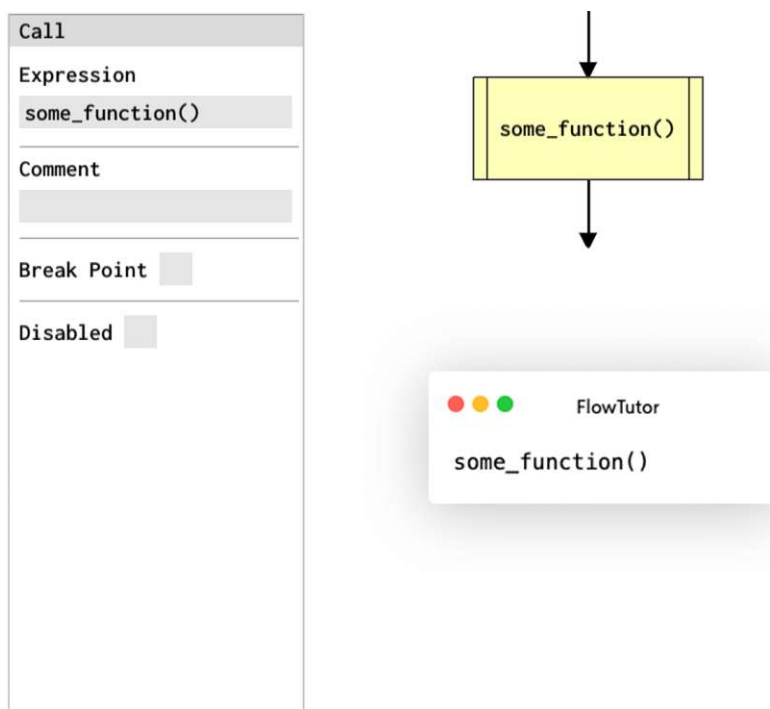 Call
Expression
some_function()
Comment
Break Point
Disabled
some_function()
FlowTutor
some_function()